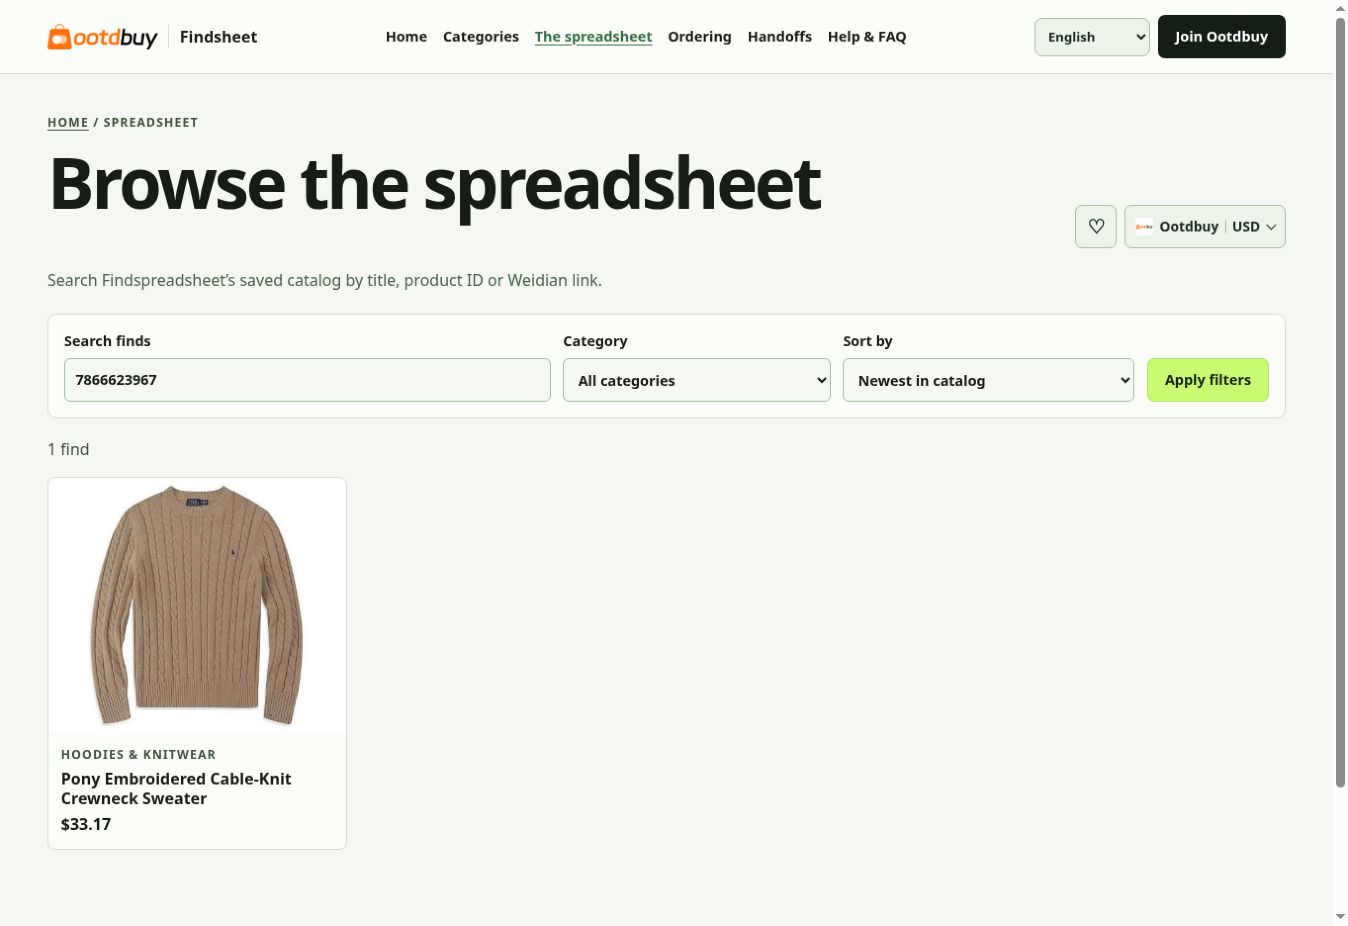 ootdbuy Findsheet
Home Categories The spreadsheet Ordering Handoffs Help & FAQ
English
Join Ootdbuy
HOME / SPREADSHEET
Browse the spreadsheet
Ootdbuy USD
Search Findspreadsheet’s saved catalog by title, product ID or Weidian link.
Search finds Category Sort by
7866623967 All categories Newest in catalog Apply filters
1 find
HOODIES & KNITWEAR
Pony Embroidered Cable-Knit
Crewneck Sweater
$33.17